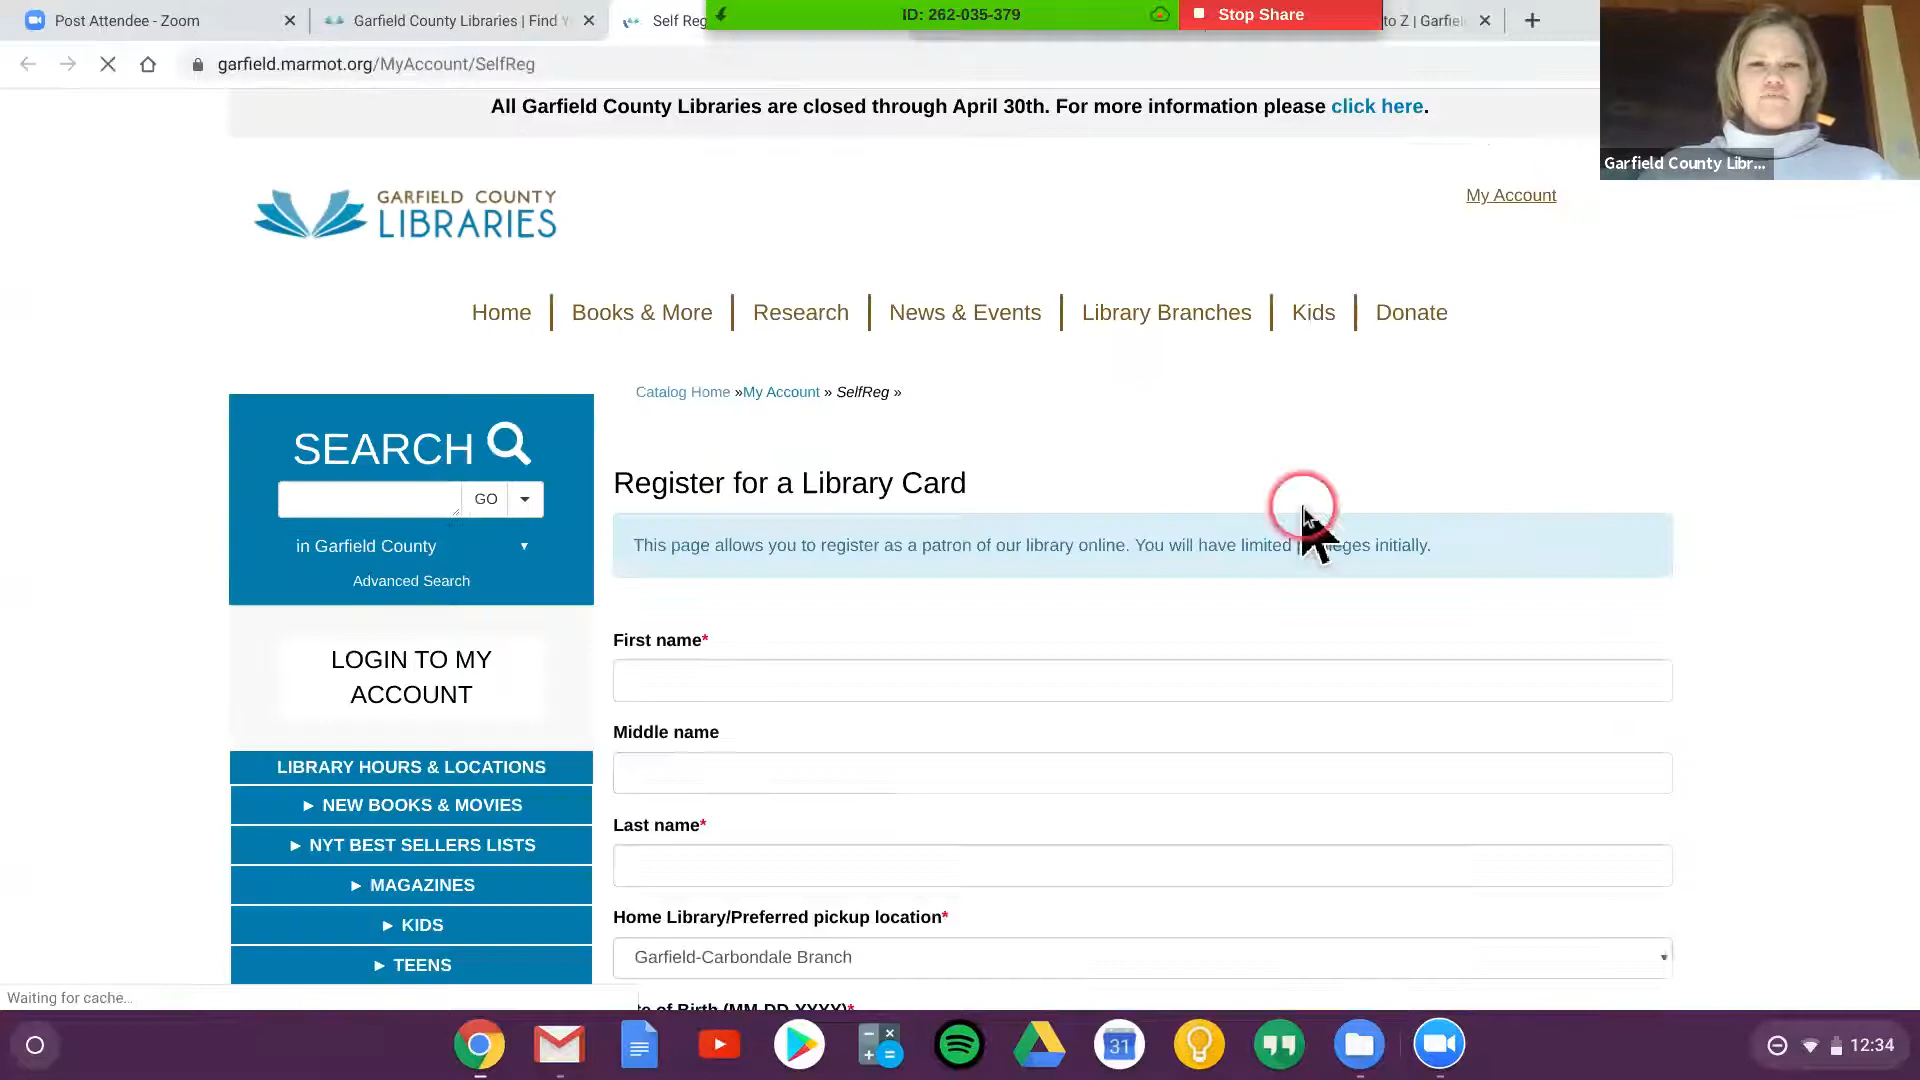 Post Attendee - Zoom
Garfield County Libraries | Find Y
Self Reg
ID: 262-035-379
Stop Share
to Z | Garfiel
garfield.marmot.org/MyAccount/SelfReg
All Garfield County Libraries are closed through April 30th. For more information please click here.
Garfield County Libr...
GARFIELD COUNTY
LIBRARIES
My Account
Home
Books & More
Research
News & Events
Library Branches
Kids
Donate
Catalog Home »My Account » SelfReg »
SEARCH
GO
in Garfield County
Advanced Search
Register for a Library Card
This page allows you to register as a patron of our library online. You will have limited eges initially.
First name*
LOGIN TO MY
ACCOUNT
Middle name
LIBRARY HOURS & LOCATIONS
► NEW BOOKS & MOVIES
► NYT BEST SELLERS LISTS
► MAGAZINES
► KIDS
► TEENS
Last name*
Home Library/Preferred pickup location*
Garfield-Carbondale Branch
te of Birth (MM-DD-YYYY)*
Waiting for cache...
31
12:34